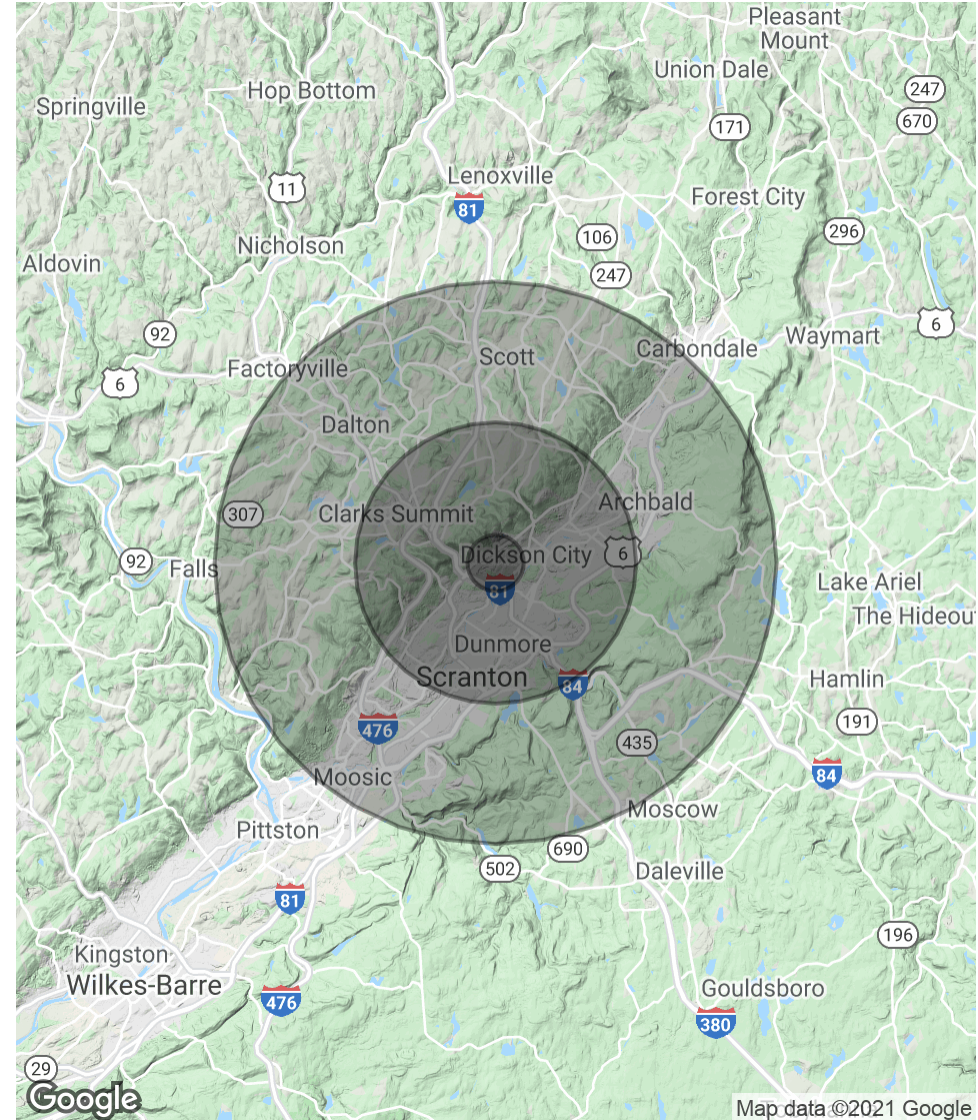 Pleasant
Mount
Union Dale
Hop Bottom
247
Springville
670
171
Lenoxville
11
Forest City
81
106
296
Nicholson
Aldovin
247
92
6
Waymart
Carbondale
Scott
Factoryville
6
Dalton
Archbald
307
Clarks Summit
Dickson City
6
92
Falls
81
Lake Ariel
The Hideou
Dunmore
Scranton
Hamlin
84
191
476
435
84
Moosic
Moscow
Pittston
690
502
Daleville
81
196
Kingston
Wilkes-Barre
Gouldsboro
476
380
29
Google
Map data ©2021 Google